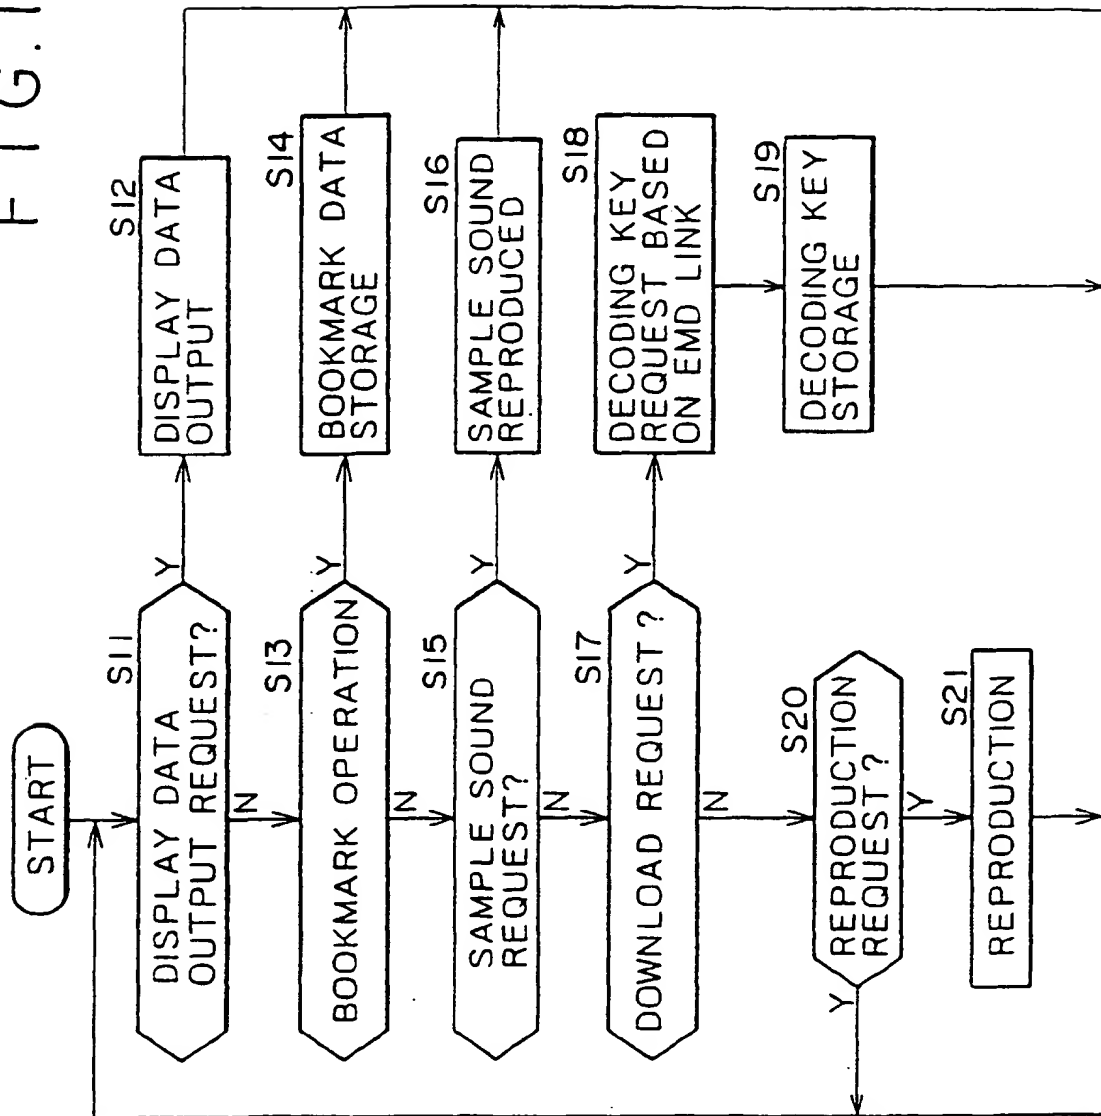 FIG.1
START
S11
DISPLAY DATA
OUTPUT REQUEST?
Y
N
S12
DISPLAY DATA
OUTPUT
S13
BOOKMARK OPERATION
Y
N
S14
BOOKMARK DATA
STORAGE
S15
SAMPLE SOUND
REQUEST?
Y
N
S16
SAMPLE SOUND
REPRODUCED
S17
DOWNLOAD REQUEST?
Y
N
S18
DECODING KEY
REQUEST BASED
ON EMD LINK
S19
DECODING KEY
STORAGE
S20
REPRODUCTION
REQUEST?
Y
Y
S21
REPRODUCTION